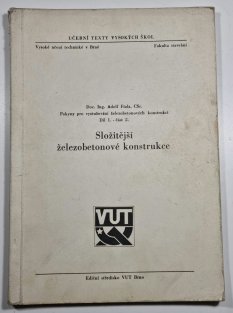 UČEBNÍ TEXTY VYSOKÝCH ŠKOL
Vysoké učení technické v Brně Fakulta stavební
Doc. Ing. Adolf Fiala, CSc.
Pokyny pro vyztužování železobetonových konstrukcí
Díl 1. - část 2.
Složitější
železobetonové konstrukce
VUT
Ediční středisko VUT Brno